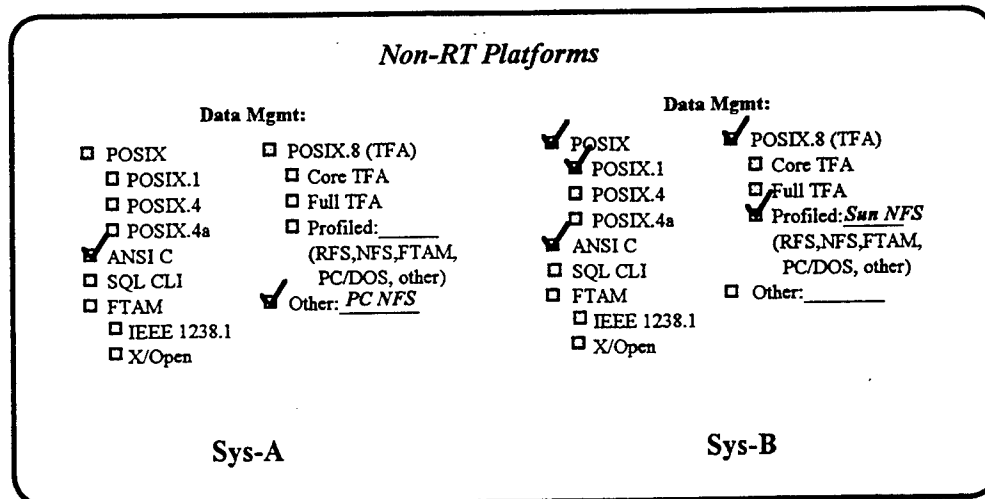 Non-RT Platforms
Data Mgmt:
POSIX
POSIX.1
POSIX.4
POSIX.4a
ANSI C
SQL CLI
FTAM
IEEE 1238.1
X/Open
POSIX.8 (TFA)
Core TFA
Full TFA
Profiled:______
(RFS,NFS,FTAM,
PC/DOS, other)
Other: PC NFS
Sys-A
Data Mgmt:
POSIX
POSIX.1
POSIX.4
POSIX.4a
ANSI C
SQL CLI
FTAM
IEEE 1238.1
X/Open
POSIX.8 (TFA)
Core TFA
Full TFA
Profiled: Sun NFS
(RFS,NFS,FTAM,
PC/DOS, other)
Other:________
Sys-B